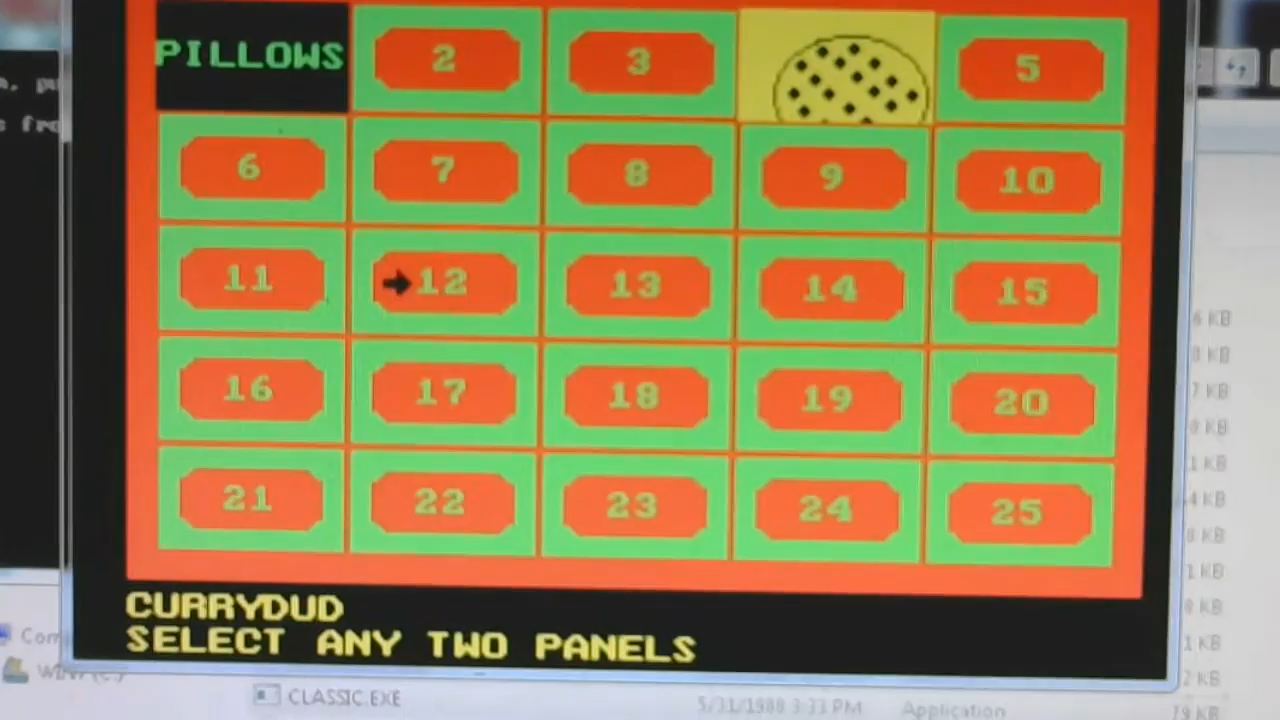 PILLOWS 2 3 5
6 7 8 9 10
11 12 13 14 15
16 17 18 19 20
21 22 23 24 25
CURRYDUD
SELECT ANY TWO PANELS
CLASSIC.EXE 5/31/1988 3:33 PM Application